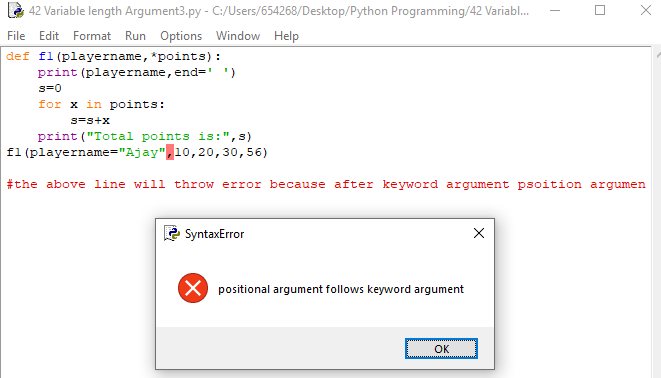 42 Variable length Argument3.py - C:/Users/654268/Desktop/Python Programming/42 Variabl...
File Edit Format Run Options Window Help
def f1(playername,*points):
    print(playername,end=' ')
    s=0
    for x in points:
        s=s+x
    print("Total points is:",s)
f1(playername="Ajay",10,20,30,56)
#the above line will throw error because after keyword argument psoition argumen
SyntaxError
positional argument follows keyword argument
OK